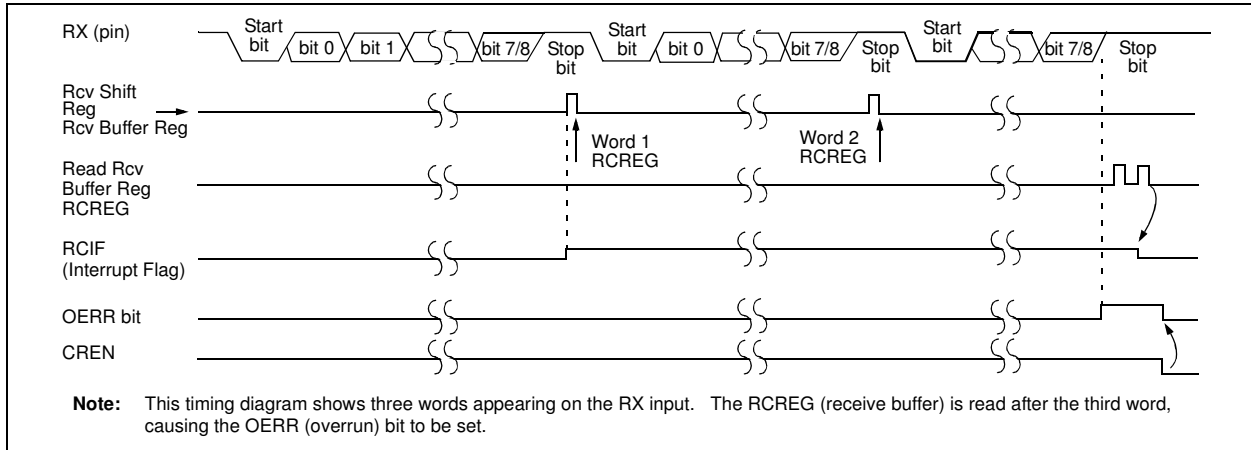 RX (pin)
Start
bit
bit 0
bit 1
bit 7/8
Stop
bit
Start
bit
bit 0
bit 7/8
Stop
bit
Start
bit
bit 7/8
Stop
bit
Rcv Shift
Reg
Rcv Buffer Reg
Word 1
RCREG
Word 2
RCREG
Read Rcv
Buffer Reg
RCREG
RCIF
(Interrupt Flag)
OERR bit
CREN
Note: This timing diagram shows three words appearing on the RX input. The RCREG (receive buffer) is read after the third word,
causing the OERR (overrun) bit to be set.